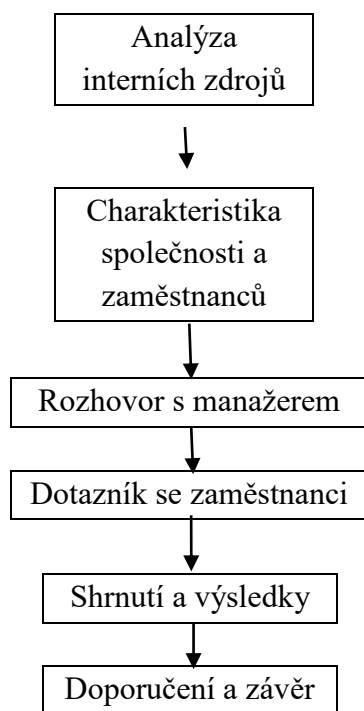 Analýza
interních zdrojů
Charakteristika
společnosti a
zaměstnanců
Rozhovor s manažerem
Dotazník se zaměstnanci
Shrnutí a výsledky
Doporučení a závěr